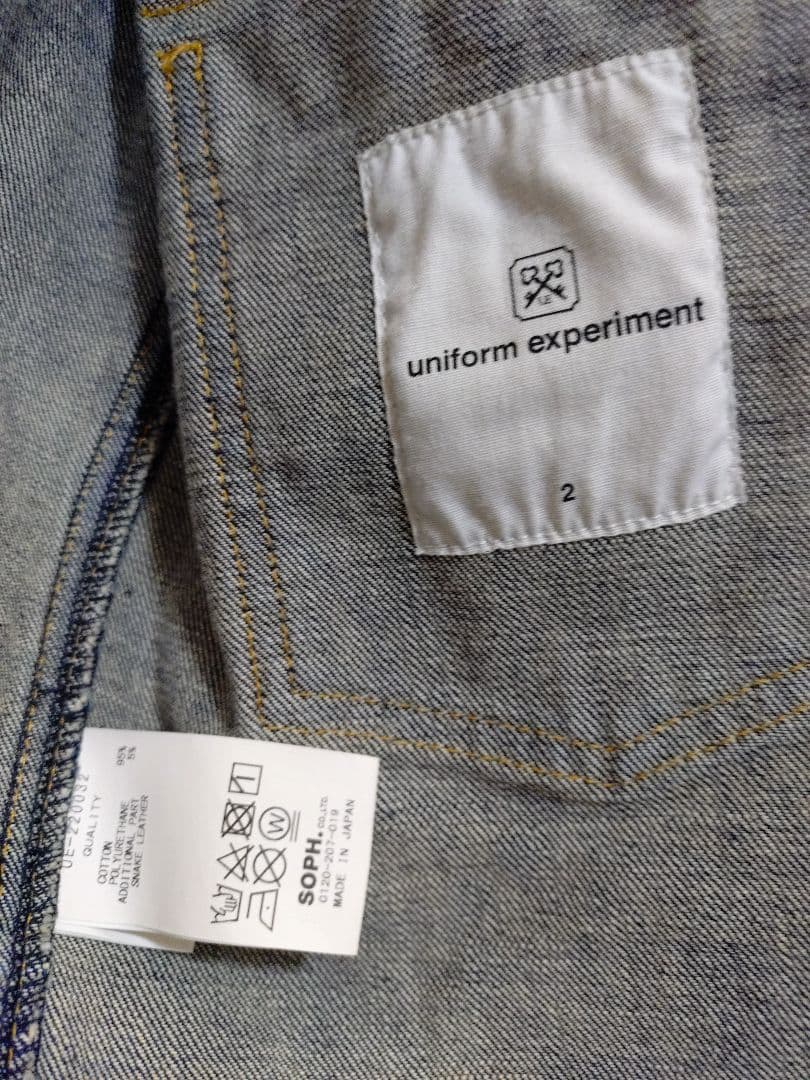 UE
uniform experiment
2
UE-220032
QUALITY
COTTON 95%
POLYURETHANE 5%
ADDITIONAL PART
SNAKE LEATHER
W
SOPH. CO.,LTD.
0120-207-019
MADE IN JAPAN